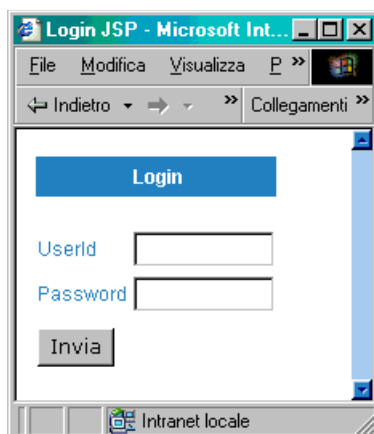 Login JSP - Microsoft Int...
File Modifica Visualizza P »
Indietro » Collegamenti »
Login
UserId
Password
Invia
Intranet locale